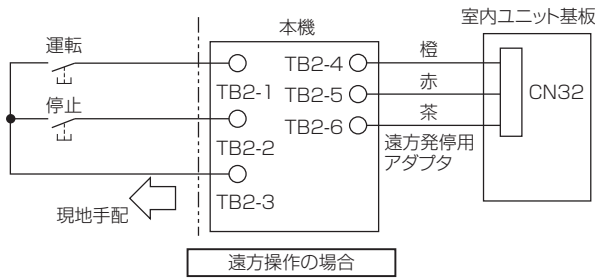 室内ユニット基板
本機
運転
TB2-4
橙
TB2-1
TB2-5
赤
CN32
停止
TB2-6
茶
TB2-2
遠方発停用
アダプタ
TB2-3
現地手配
遠方操作の場合